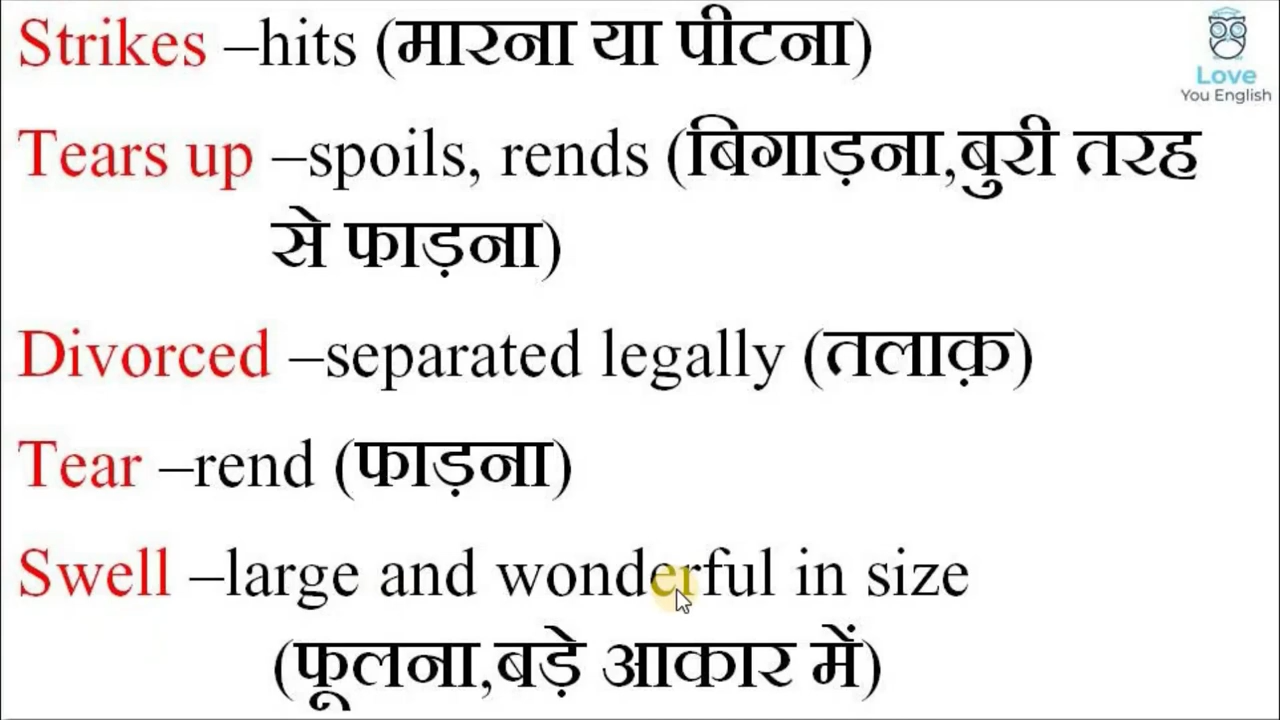 Strikes –hits (मारना या पीटना)
Love
You English
Tears up –spoils, rends (बिगाड़ना,बुरी तरह
से फाड़ना)
Divorced –separated legally (तलाक़)
Tear –rend (फाड़ना)
Swell –large and wonderful in size
(फूलना,बड़े आकार में)